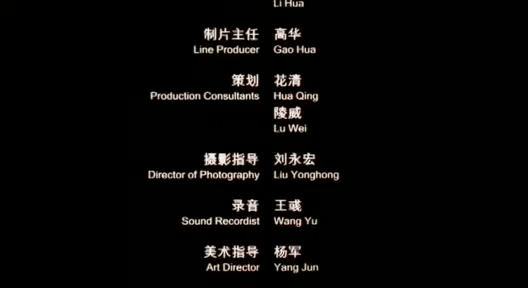 Li Hua
制片主任 高华
Line Producer Gao Hua
策划 花清
Production Consultants Hua Qing
陵威
Lu Wei
摄影指导 刘永宏
Director of Photography Liu Yonghong
录音 王彧
Sound Recordist Wang Yu
美术指导 杨军
Art Director Yang Jun